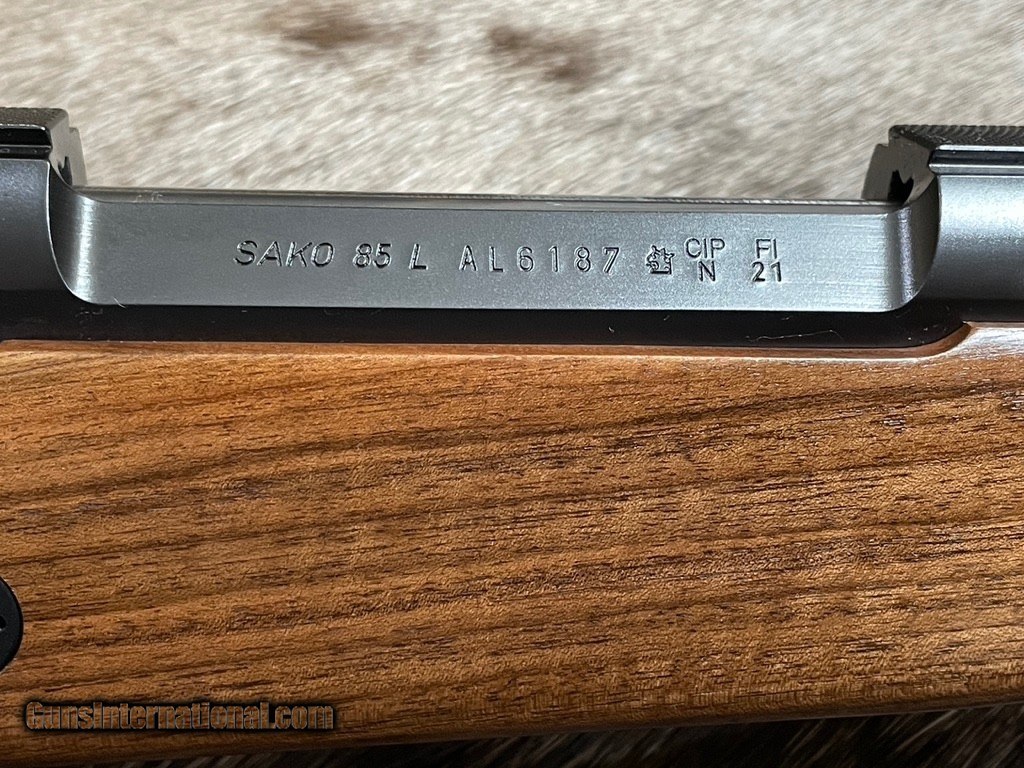 SAKO 85 L AL6187 CIP FI
N 21
GunsInternational.com